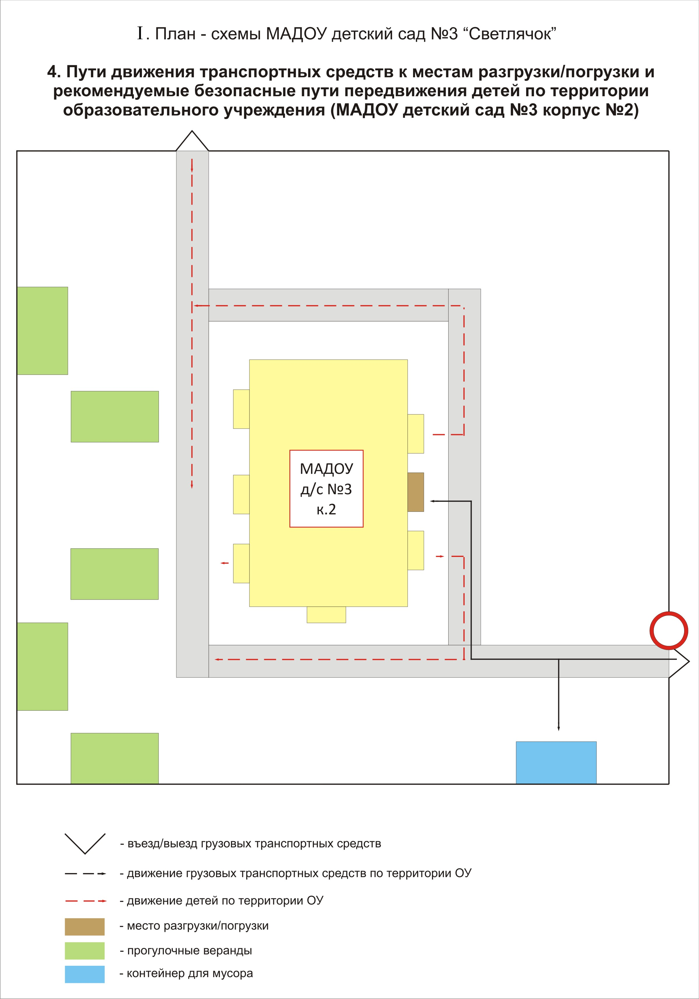 I. План - схемы МАДОУ детский сад №3 “Светлячок”
4. Пути движения транспортных средств к местам разгрузки/погрузки и
рекомендуемые безопасные пути передвижения детей по территории
образовательного учреждения (МАДОУ детский сад №3 корпус №2)
МАДОУ
д/с №3
к.2
- въезд/выезд грузовых транспортных средств
- движение грузовых транспортных средств по территории ОУ
- движение детей по территории ОУ
- место разгрузки/погрузки
- прогулочные веранды
- контейнер для мусора